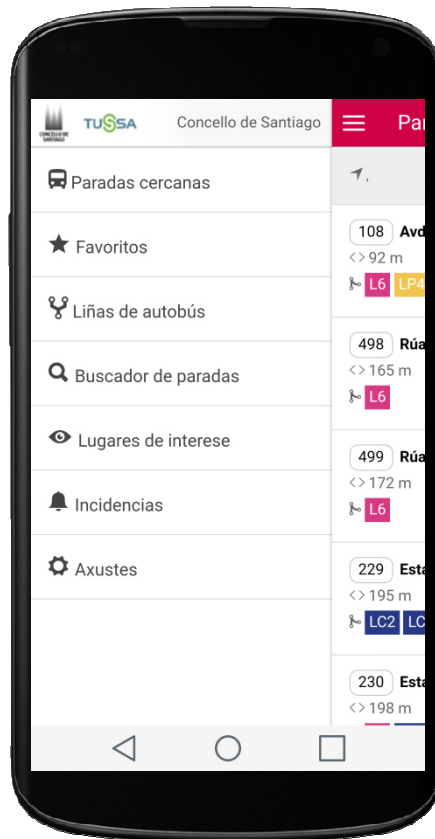 CONCELLO DE
SANTIAGO
TUSSA
Concello de Santiago
Paradas cercanas
Favoritos
Liñas de autobús
Buscador de paradas
Lugares de interese
Incidencias
Axustes
Par
108 Avd
<> 92 m
L6 LP4
498 Rúa
<> 165 m
L6
499 Rúa
<> 172 m
L6
229 Esta
<> 195 m
LC2 LC
230 Esta
<> 198 m